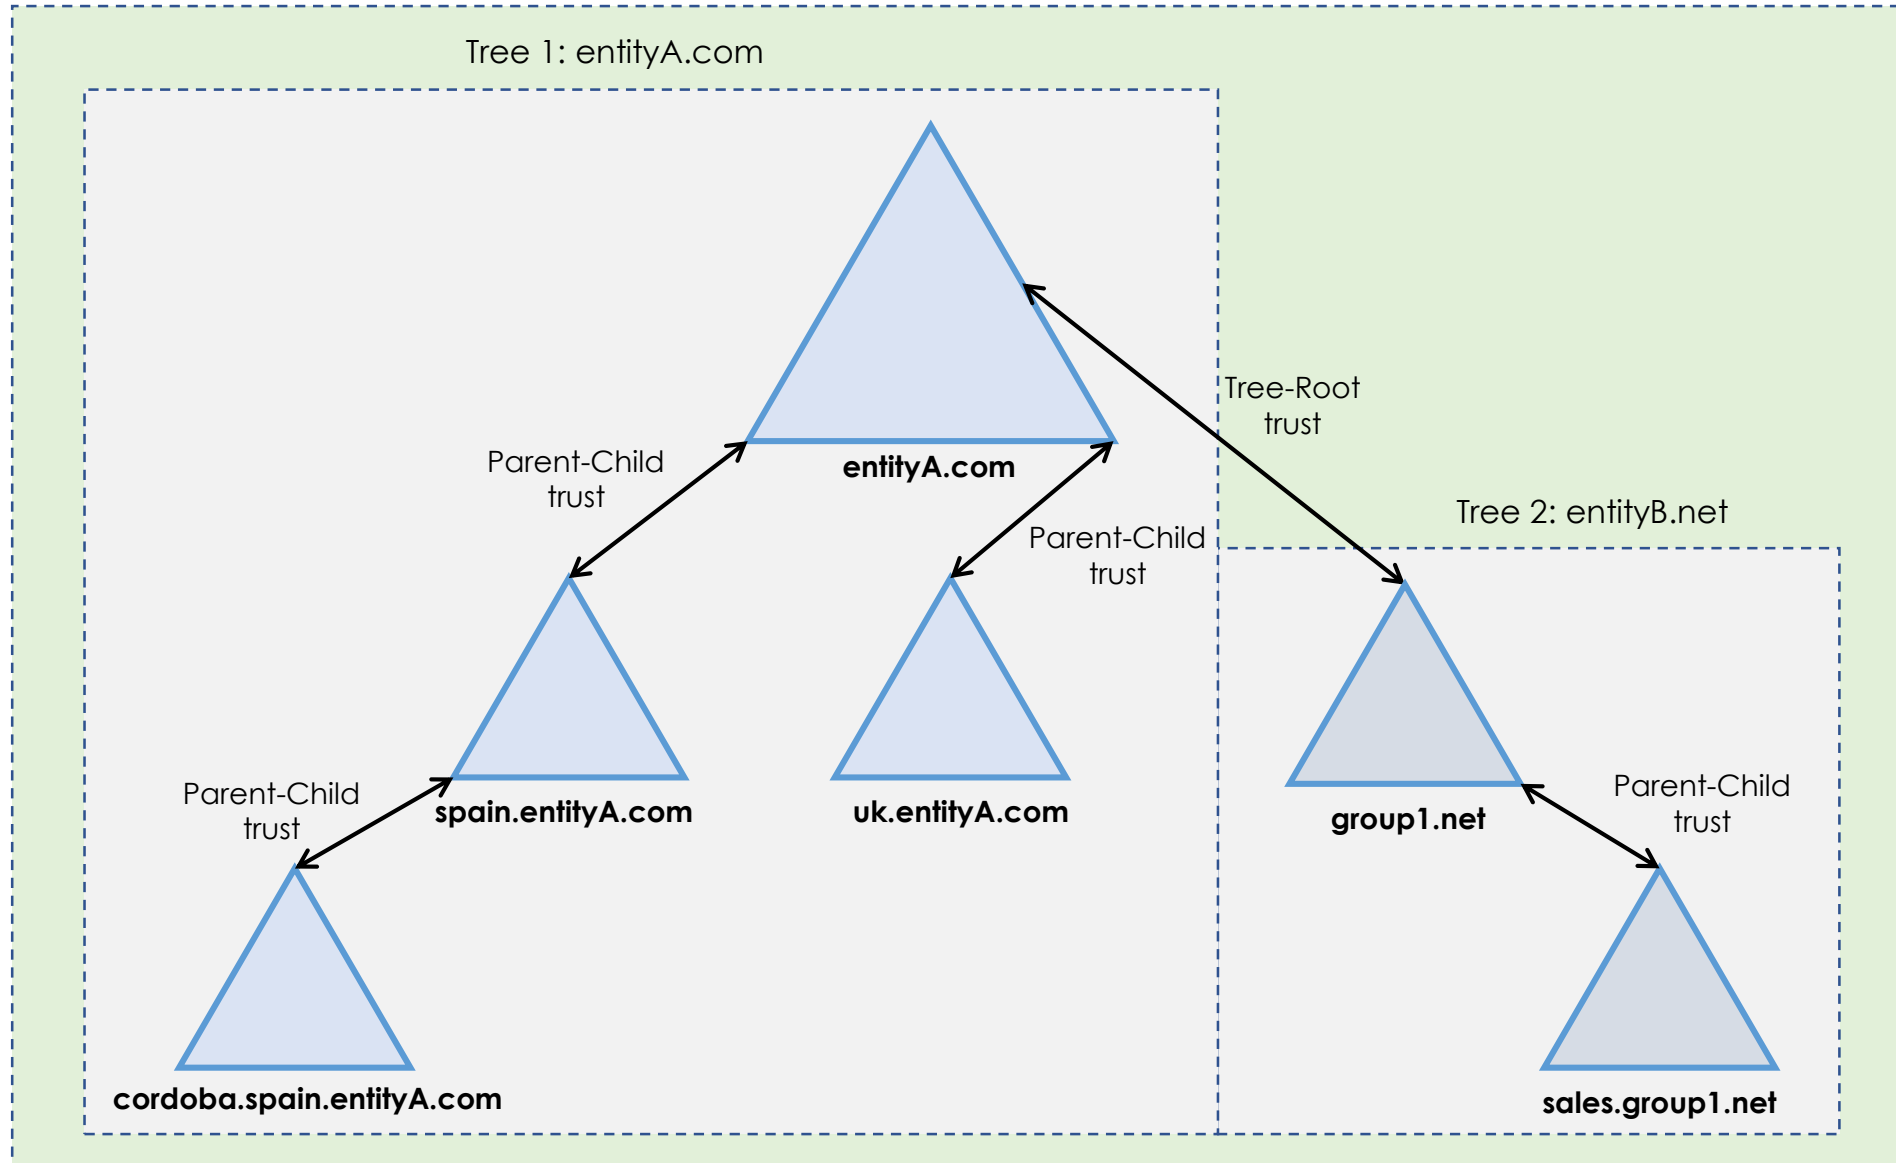 Tree 1: entityA.com
Tree-Root
trust
Parent-Child
trust
entityA.com
Tree 2: entityB.net
Parent-Child
trust
Parent-Child
trust
spain.entityA.com
uk.entityA.com
group1.net
Parent-Child
trust
cordoba.spain.entityA.com
sales.group1.net